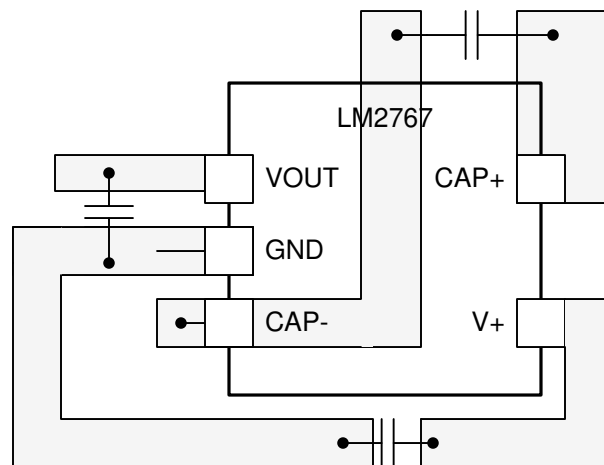 LM2767
VOUT
CAP+
GND
CAP-
V+